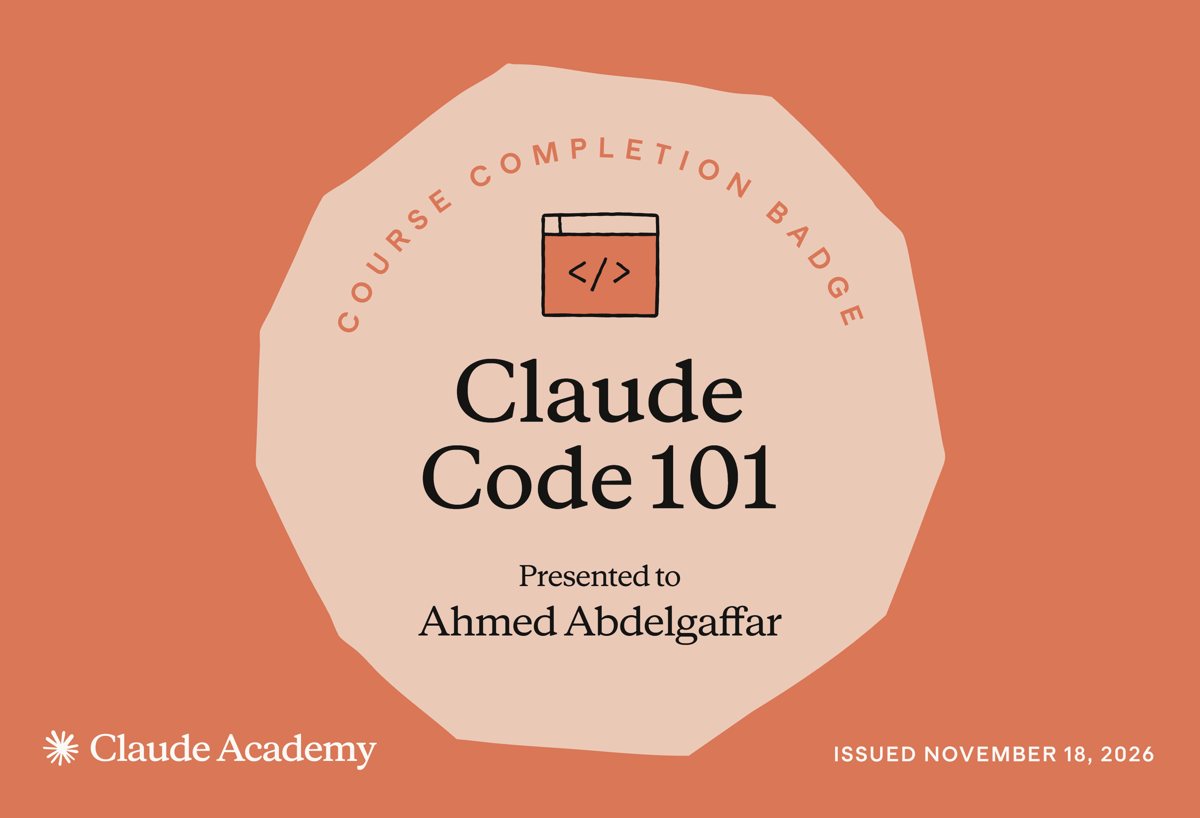 COURSE COMPLETION BADGE
</>
Claude
Code 101
Presented to
Ahmed Abdelgaffar
Claude Academy
ISSUED NOVEMBER 18, 2026